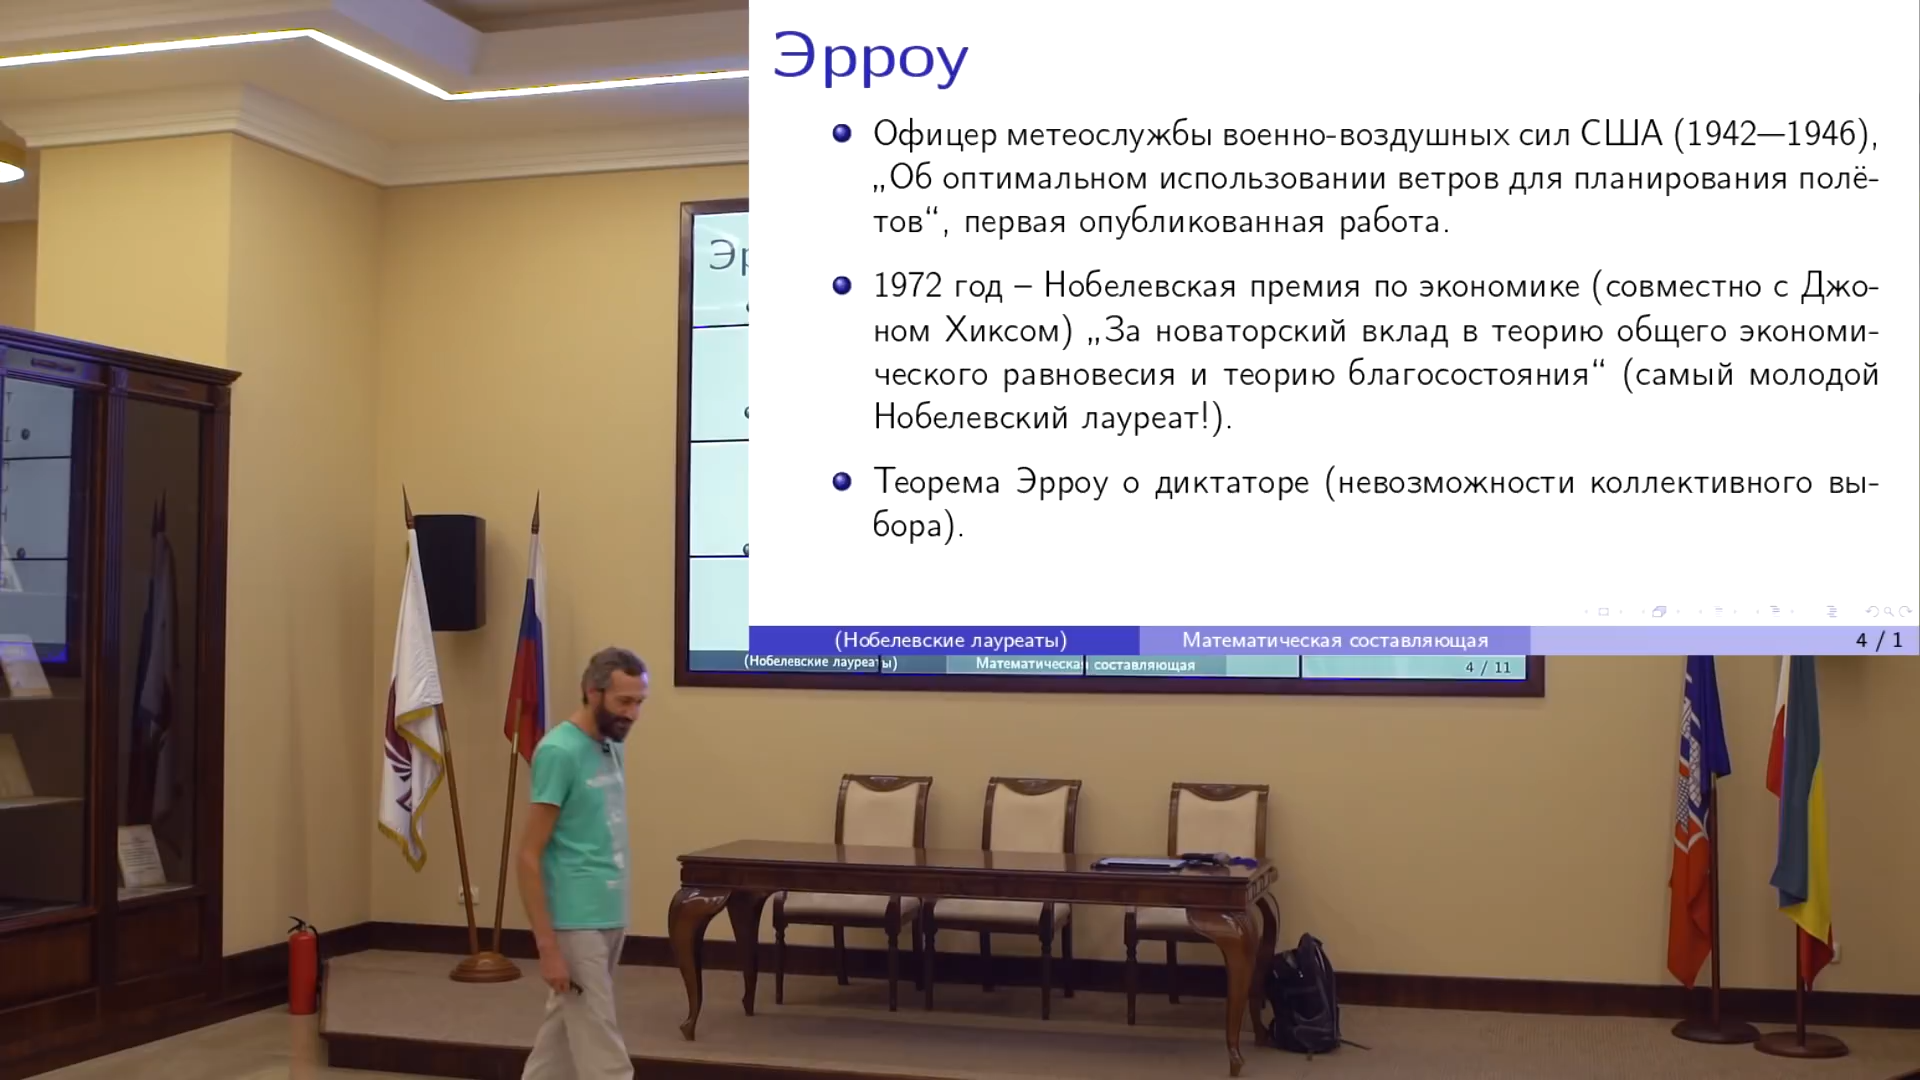 Эрроу
Офицер метеослужбы военно-воздушных сил США (1942—1946),
„Об оптимальном использовании ветров для планирования полё-
тов“, первая опубликованная работа.
1972 год – Нобелевская премия по экономике (совместно с Джо-
ном Хиксом) „За новаторский вклад в теорию общего экономи-
ческого равновесия и теорию благосостояния“ (самый молодой
Нобелевский лауреат!).
Теорема Эрроу о диктаторе (невозможности коллективного вы-
бора).
(Нобелевские лауреаты) Математическая составляющая 4 / 1
Эр
(Нобелевские лауреаты) Математическая составляющая 4 / 11